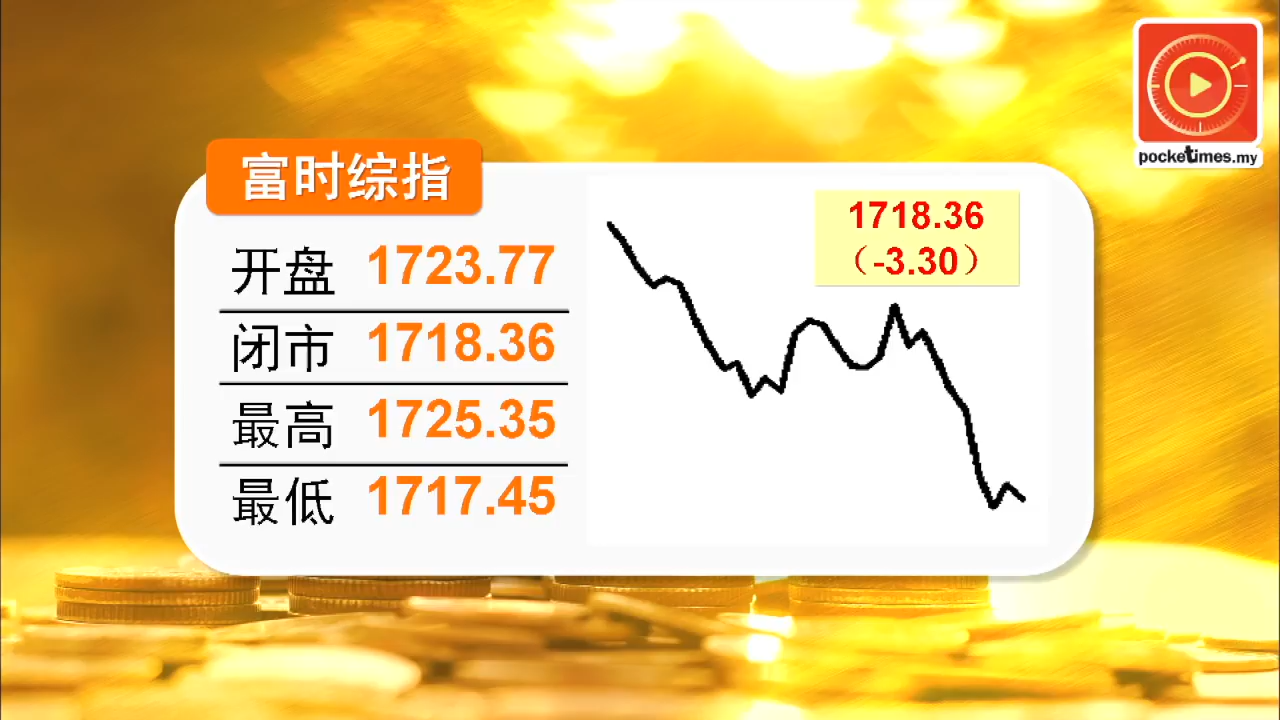 pocketimes.my
富时综指
开盘 1723.77
闭市 1718.36
最高 1725.35
最低 1717.45
1718.36
（-3.30）